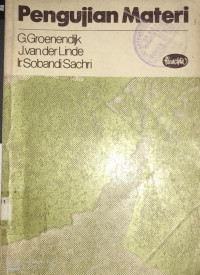 Pengujian Materi
G.Groenendijk
J.van der Linde
Ir Sobandi Sachri